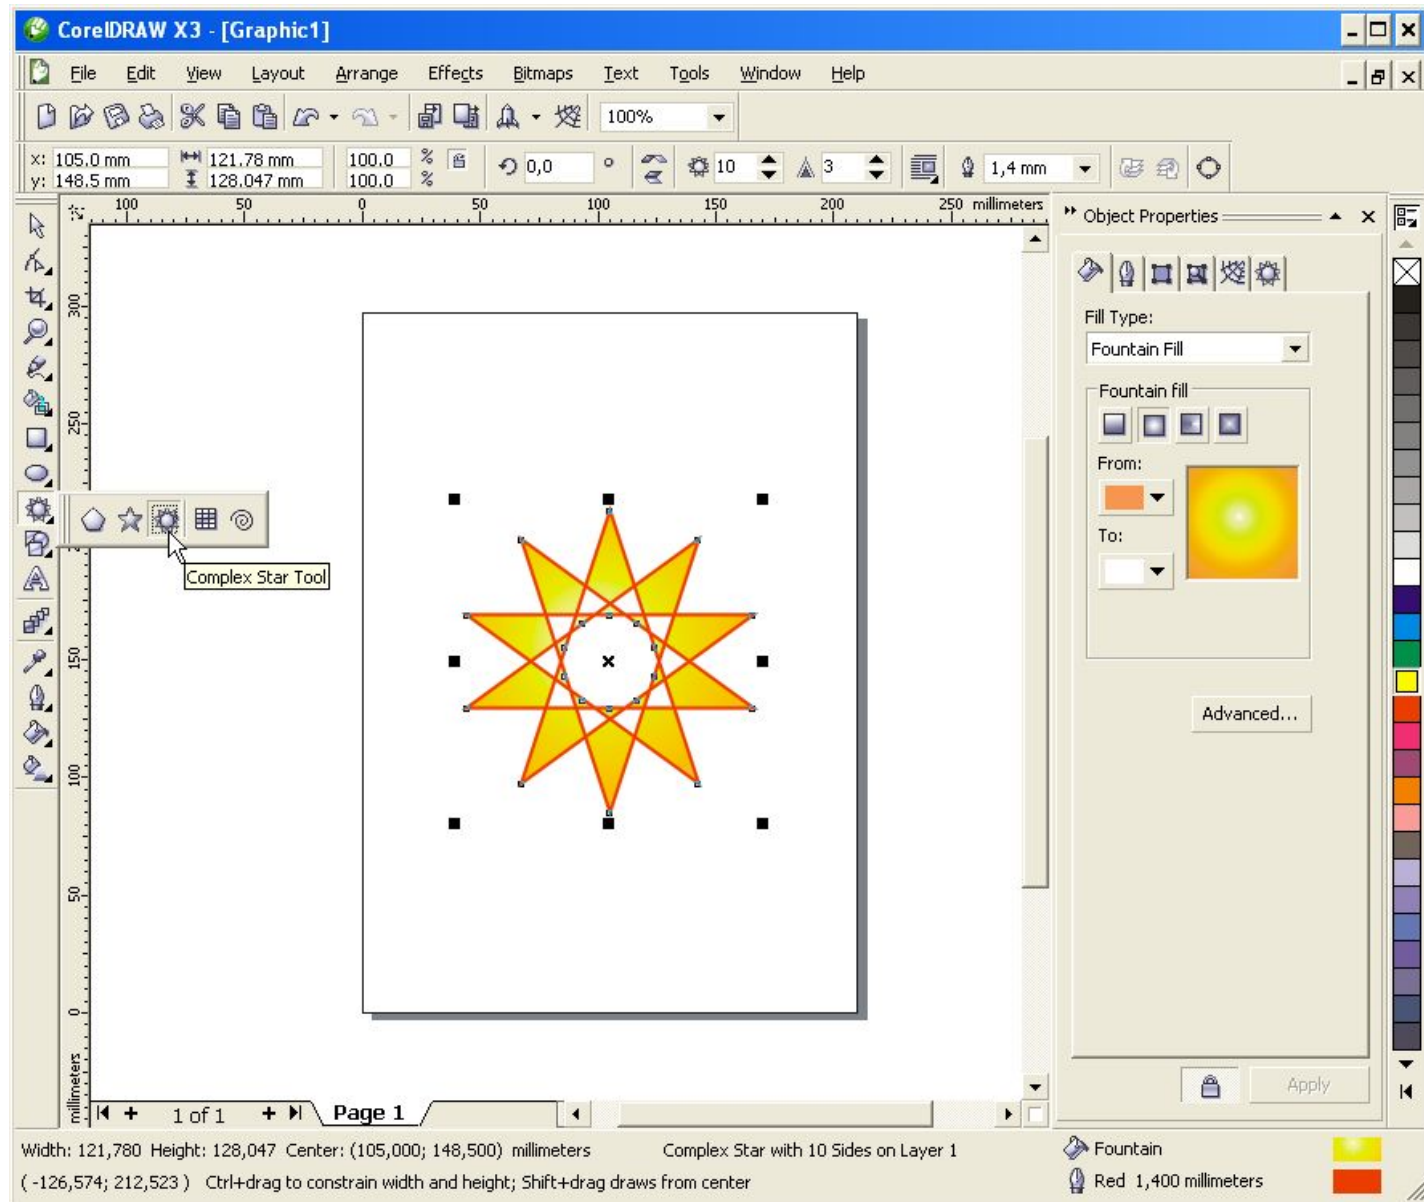 CorelDRAW X3 - [Graphic1]
File Edit View Layout Arrange Effects Bitmaps Text Tools Window Help
100%
x: 105.0 mm 121.78 mm 100.0 % 0,0 ° 10 3 1,4 mm
y: 148.5 mm 128.047 mm 100.0 %
100 50 0 50 100 150 200 250 millimeters
Object Properties
300
Fill Type:
Fountain Fill
Fountain fill
250
From:
To:
Complex Star Tool
150
Advanced...
100
50
0
millimeters
Apply
1 of 1 Page 1
Width: 121,780 Height: 128,047 Center: (105,000; 148,500) millimeters Complex Star with 10 Sides on Layer 1 Fountain
( -126,574; 212,523 ) Ctrl+drag to constrain width and height; Shift+drag draws from center Red 1,400 millimeters